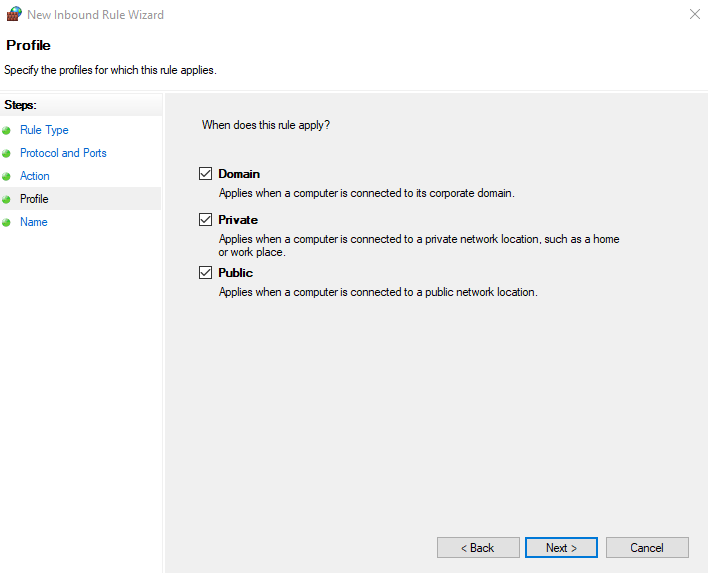 New Inbound Rule Wizard
Profile
Specify the profiles for which this rule applies.
Steps:
Rule Type
Protocol and Ports
Action
Profile
Name
When does this rule apply?
Domain
Applies when a computer is connected to its corporate domain.
Private
Applies when a computer is connected to a private network location, such as a home
or work place.
Public
Applies when a computer is connected to a public network location.
< Back
Next >
Cancel